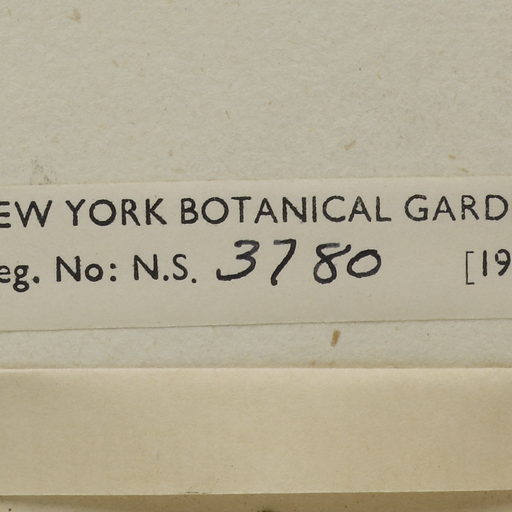 EW YORK BOTANICAL GARD
eg. No: N.S. 3780 [19